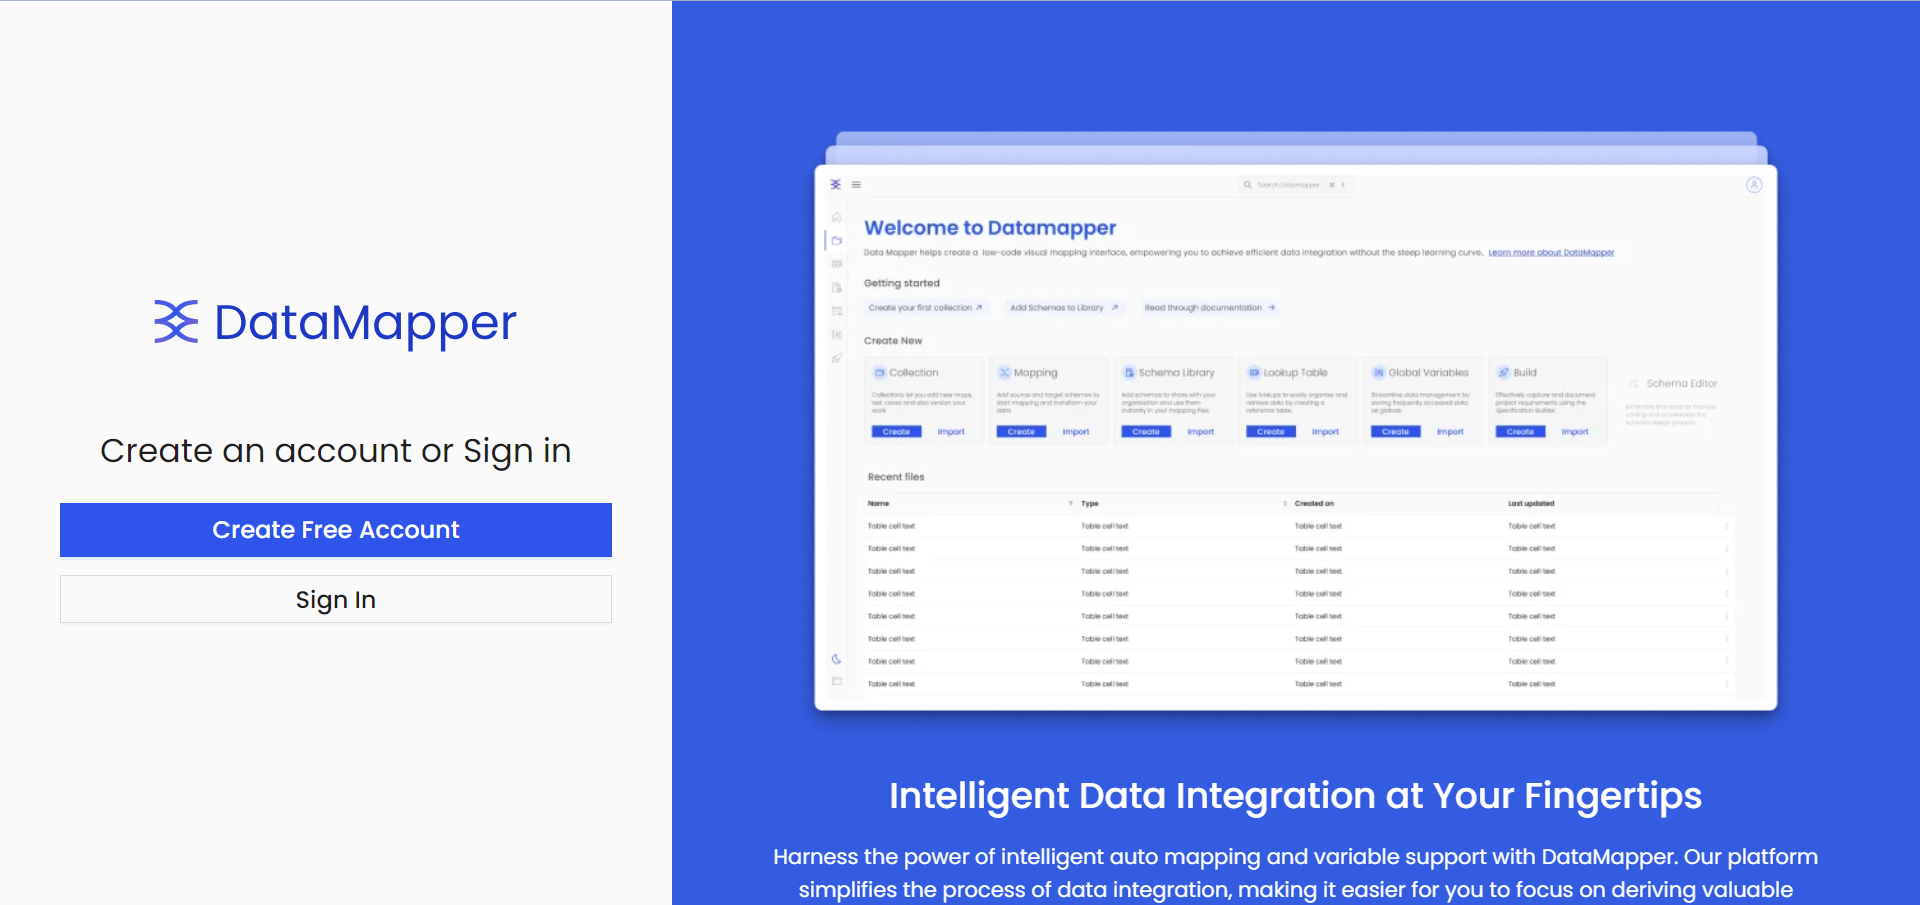 DataMapper
Create an account or Sign in
Create Free Account
Sign In
Search Datamapper
Welcome to Datamapper
Data Mapper helps create a low-code visual mapping interface, empowering you to achieve efficient data integration without the steep learning curve.. Learn more about DataMapper
Getting started
Create your first collection ↗ Add Schemas to Library ↗ Read through documentation →
Create New
Collection
Collections let you add new maps,
test cases and also version your
work.
Create Import
Mapping
Add source and target schemas to
start mapping and transform your
data
Create Import
Schema Library
Add schemas to share with your
organisation and use them
instantly in your mapping files.
Create Import
Lookup Table
Use lookups to easily organise and
retrieve data by creating a
reference table.
Create Import
Global Variables
Streamline data management by
storing frequently accessed data
as globals.
Create Import
Build
Effectively capture and document
project requirements using the
Specification Builder.
Create Import
Schema Editor
Eliminates the need for manual
coding and accelerates the
schema design process.
Recent files
Name Type Created on Last updated
Table cell text Table cell text Table cell text Table cell text
Table cell text Table cell text Table cell text Table cell text
Table cell text Table cell text Table cell text Table cell text
Table cell text Table cell text Table cell text Table cell text
Table cell text Table cell text Table cell text Table cell text
Table cell text Table cell text Table cell text Table cell text
Table cell text Table cell text Table cell text Table cell text
Table cell text Table cell text Table cell text Table cell text
Intelligent Data Integration at Your Fingertips
Harness the power of intelligent auto mapping and variable support with DataMapper. Our platform
simplifies the process of data integration, making it easier for you to focus on deriving valuable